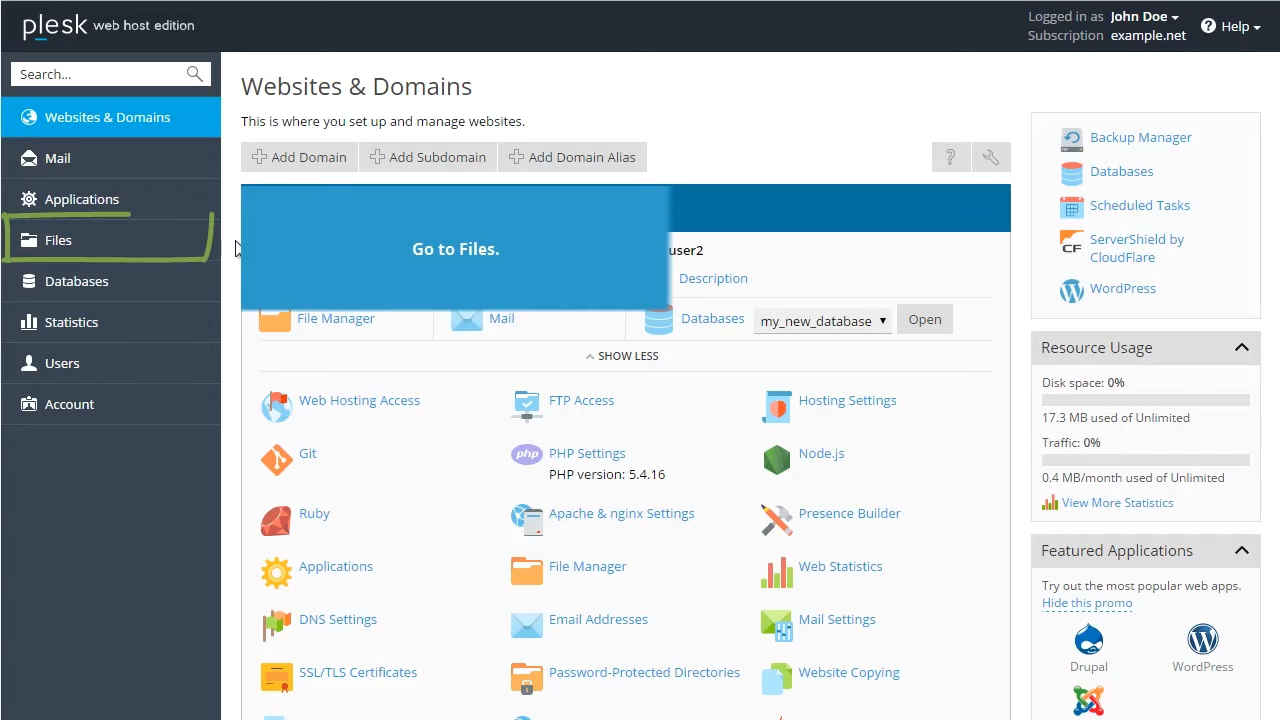 plesk web host edition
Logged in as John Doe
Subscription example.net
Help
Search...
Websites & Domains
Mail
Applications
Files
Databases
Statistics
Users
Account
Websites & Domains
This is where you set up and manage websites.
Add Domain Add Subdomain Add Domain Alias
?
Go to Files.
user2
Description
File Manager Mail Databases my_new_database Open
SHOW LESS
Web Hosting Access FTP Access Hosting Settings
Git PHP Settings Node.js
php
PHP version: 5.4.16
Ruby Apache & nginx Settings Presence Builder
Applications File Manager Web Statistics
DNS Settings Email Addresses Mail Settings
SSL/TLS Certificates Password-Protected Directories Website Copying
Backup Manager
Databases
Scheduled Tasks
ServerShield by
CloudFlare
CF
WordPress
Resource Usage
Disk space: 0%
17.3 MB used of Unlimited
Traffic: 0%
0.4 MB/month used of Unlimited
View More Statistics
Featured Applications
Try out the most popular web apps.
Hide this promo
Drupal WordPress